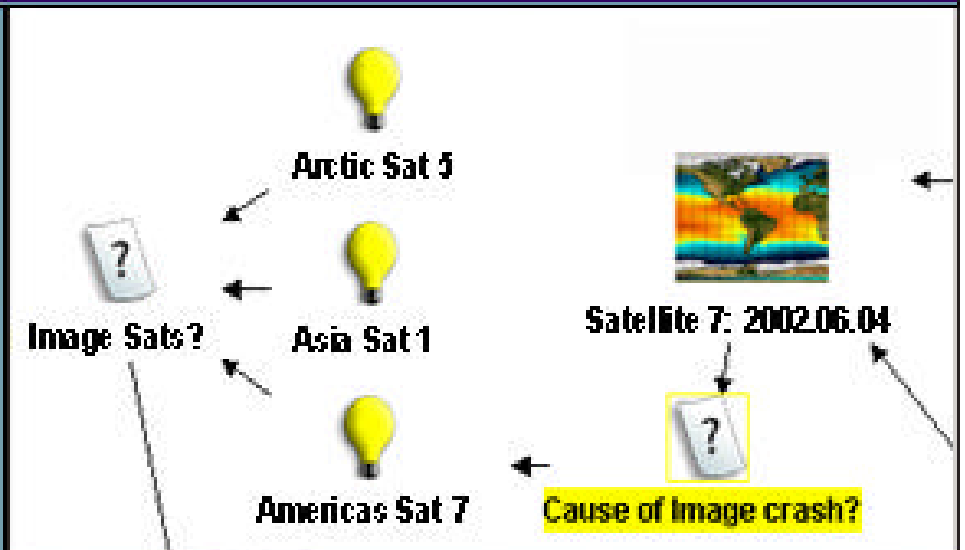 Arctic Sat 5
?
Image Sats?
Asia Sat 1
Satellite 7: 2002.06.04
?
Americas Sat 7
Cause of Image crash?